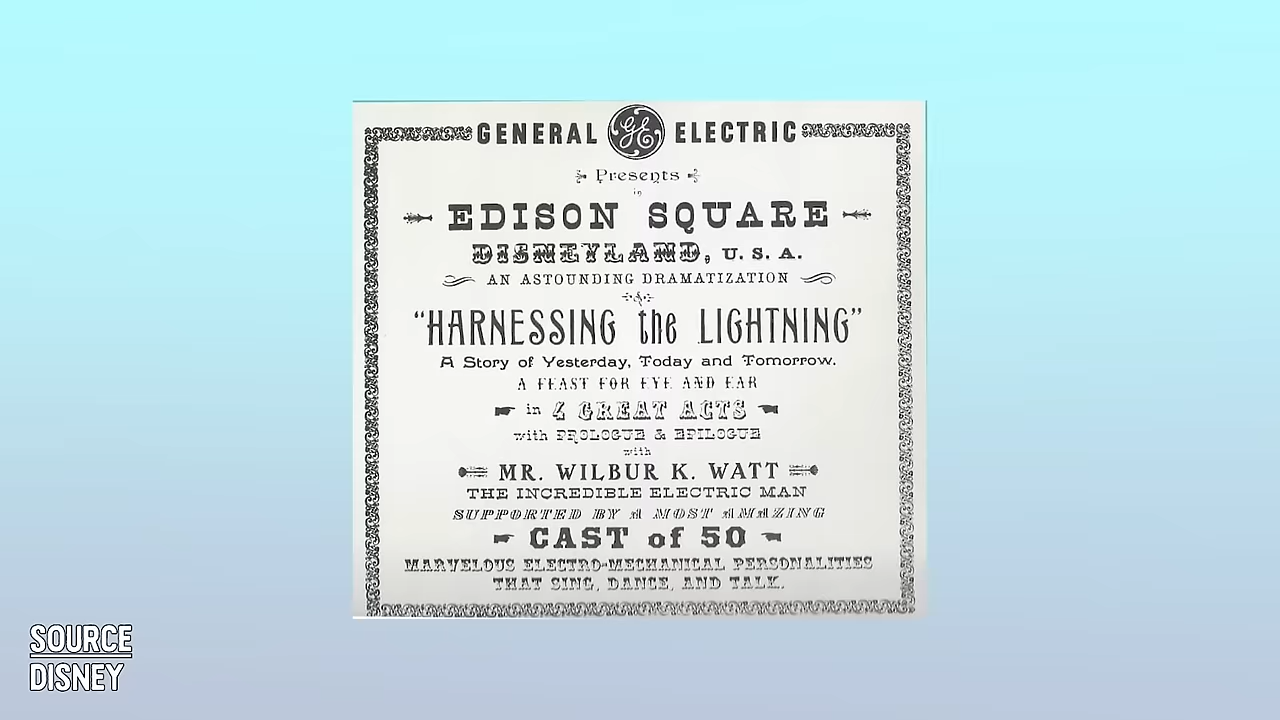 GENERAL GE ELECTRIC
Presents
in
EDISON SQUARE
DISNEYLAND, U. S. A.
AN ASTOUNDING DRAMATIZATION
"HARNESSING the LIGHTNING"
A Story of Yesterday, Today and Tomorrow.
A FEAST FOR EYE AND EAR
in 4 GREAT ACTS
with PROLOGUE & EPILOGUE
with
MR. WILBUR K. WATT
THE INCREDIBLE ELECTRIC MAN
SUPPORTED BY A MOST AMAZING
CAST of 50
MARVELOUS ELECTRO-MECHANICAL PERSONALITIES
THAT SING, DANCE, AND TALK.
SOURCE
DISNEY